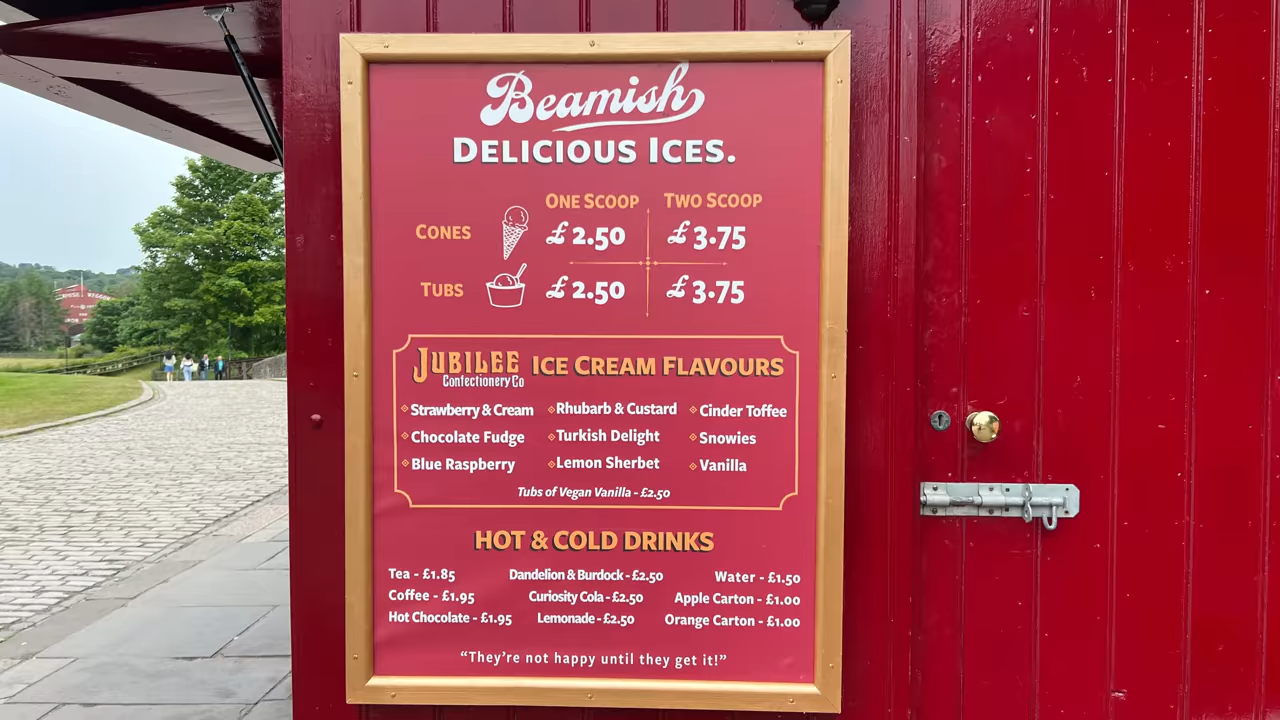 Beamish
DELICIOUS ICES.
ONE SCOOP TWO SCOOP
CONES £2.50 £3.75
TUBS £2.50 £3.75
JUBILEE
Confectionery Co
ICE CREAM FLAVOURS
Strawberry & Cream Rhubarb & Custard Cinder Toffee
Chocolate Fudge Turkish Delight Snowies
Blue Raspberry Lemon Sherbet Vanilla
Tubs of Vegan Vanilla - £2.50
HOT & COLD DRINKS
Tea - £1.85 Dandelion & Burdock - £2.50 Water - £1.50
Coffee - £1.95 Curiosity Cola - £2.50 Apple Carton - £1.00
Hot Chocolate - £1.95 Lemonade - £2.50 Orange Carton - £1.00
"They're not happy until they get it!"